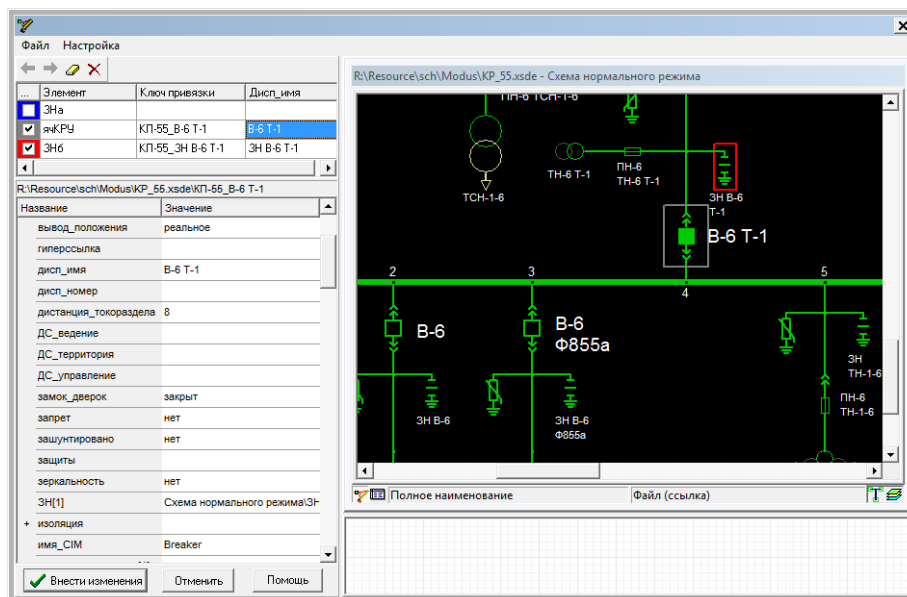 Файл Настройка
... Элемент Ключ привязки Дисп_имя
ЗНа
ячКРУ КП-55_В-6 Т-1 В-6 Т-1
ЗНб КП-55_ЗН В-6 Т-1 ЗН В-6 Т-1
R:\Resource\sch\Modus\KP_55.xsde\КП-55_В-6 Т-1
Название Значение
вывод_положения реальное
гиперссылка
дисп_имя В-6 Т-1
дисп_номер
дистанция_токораздела 8
ДС_ведение
ДС_территория
ДС_управление
замок_дверок закрыт
запрет нет
зашунтировано нет
защиты
зеркальность нет
ЗН[1] Схема нормального режима\ЗН
+ изоляция
имя_CIM Breaker
Внести изменения Отменить Помощь
R:\Resource\sch\Modus\KP_55.xsde - Схема нормального режима
ПН-6 ТСН-1-6
ТСН-1-6
ТН-6 Т-1
ПН-6
ТН-6 Т-1
ЗН В-6
Т-1
В-6 Т-1
2 3 4 5
В-6
В-6
Ф855а
ЗН
ТН-1-6
ПН-6
ТН-1-6
ЗН В-6
ЗН В-6
Ф855а
Полное наименование Файл (ссылка)